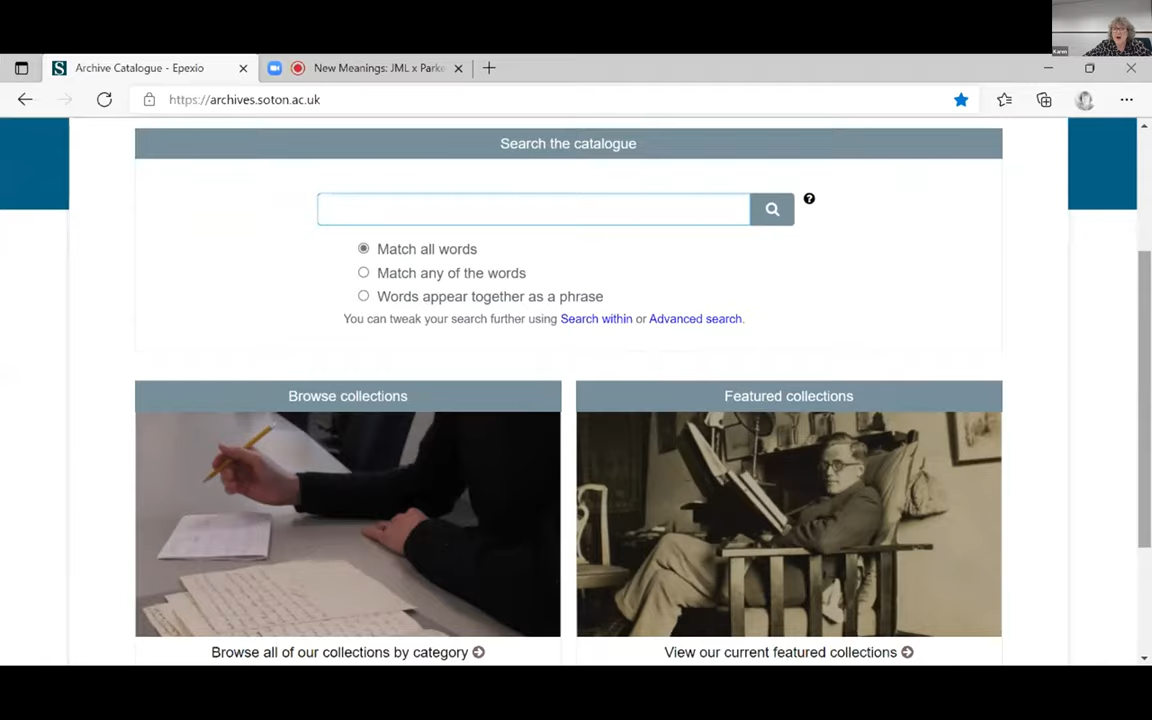 Karen
Archive Catalogue - Epexio
New Meanings: JML x Park
https://archives.soton.ac.uk
Search the catalogue
?
Match all words
Match any of the words
Words appear together as a phrase
You can tweak your search further using Search within or Advanced search.
Browse collections
Featured collections
Browse all of our collections by category
View our current featured collections